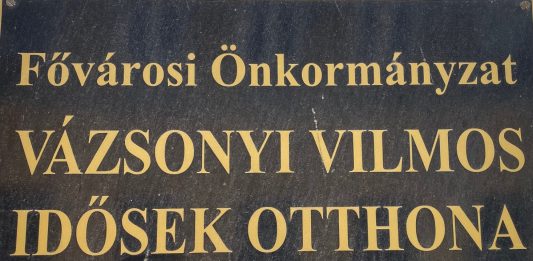 Fővárosi Önkormányzat
VÁZSONYI VILMOS
IDŐSEK OTTHONA